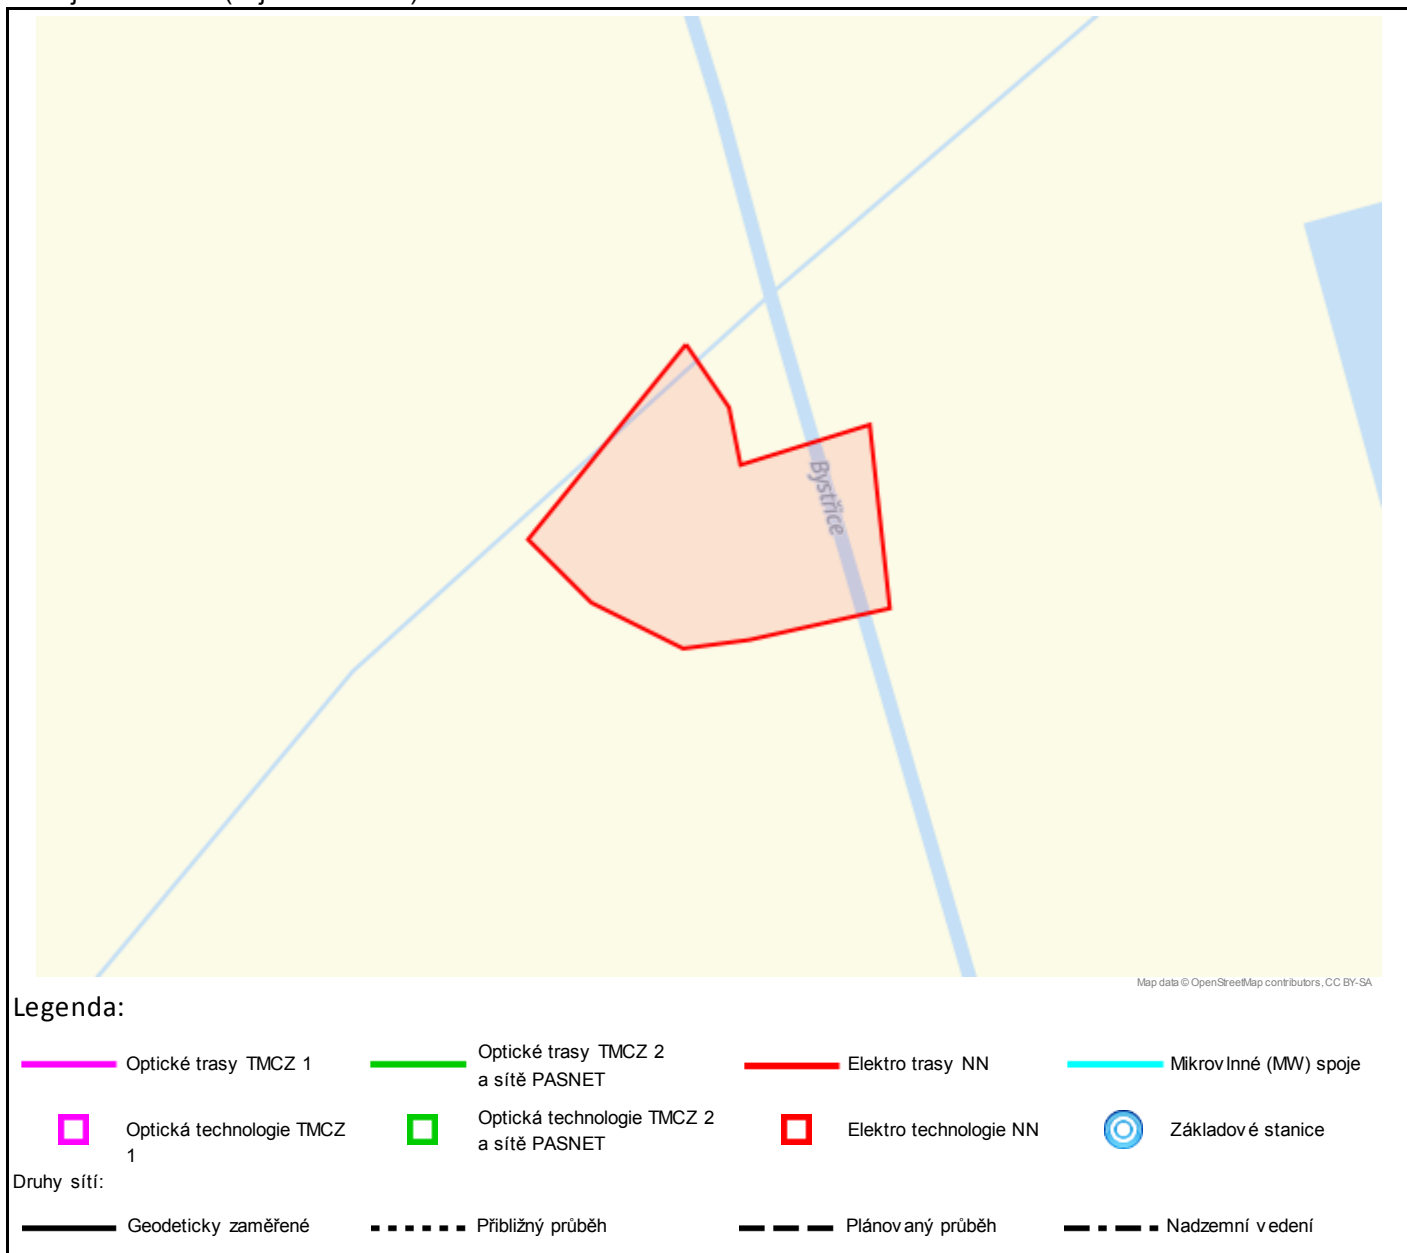 Bystřice
Map data © OpenStreetMap contributors, CC BY-SA
Legenda:
Optické trasy TMCZ 1
Optické trasy TMCZ 2
a sítě PASNET
Elektro trasy NN
Mikrovlnné (MW) spoje
Optická technologie TMCZ
1
Optická technologie TMCZ 2
a sítě PASNET
Elektro technologie NN
Základové stanice
Druhy sítí:
Geodeticky zaměřené
Přibližný průběh
Plánovaný průběh
Nadzemní vedení